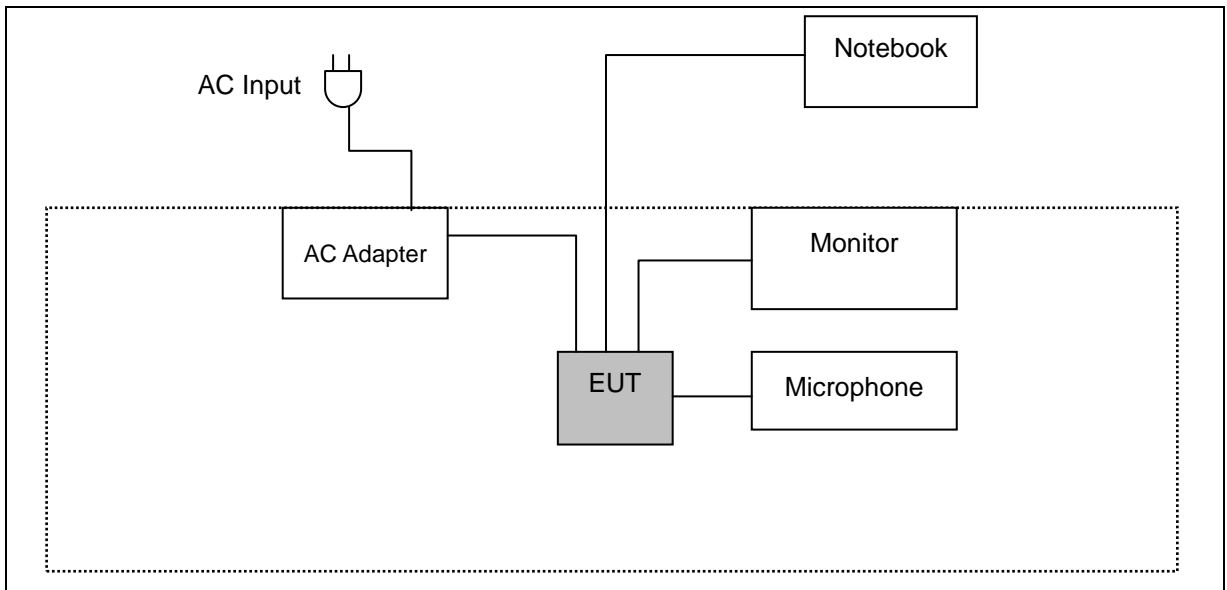 Notebook
AC Input
AC Adapter
Monitor
EUT
Microphone